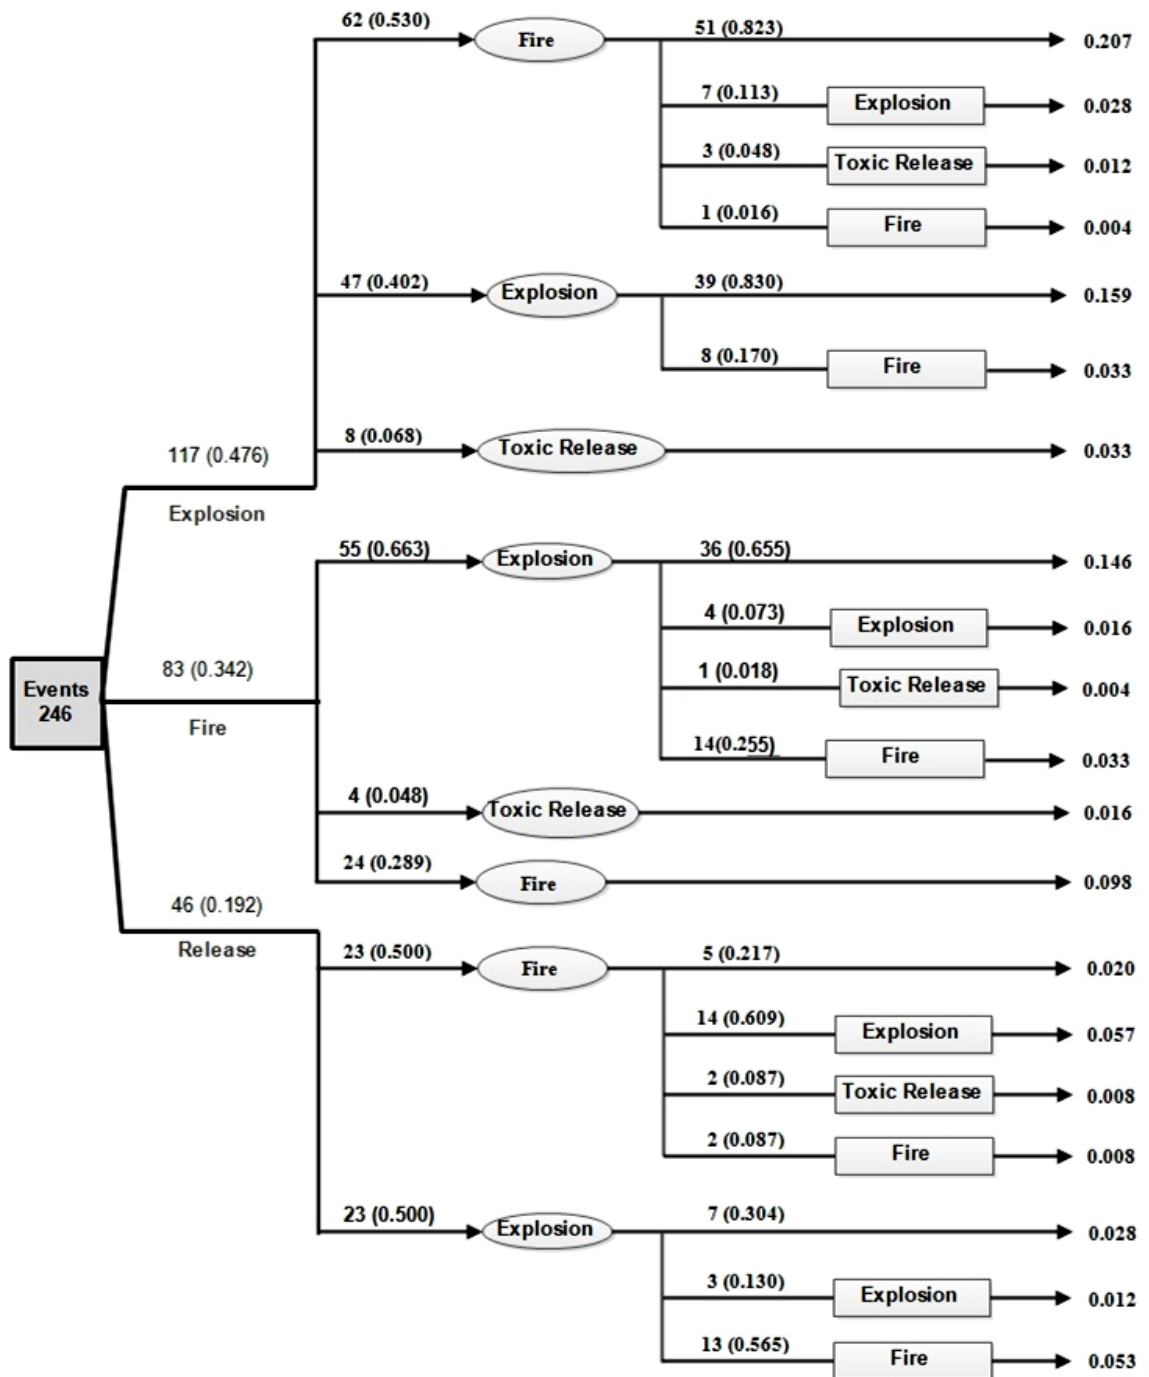 62 (0.530)
Fire
51 (0.823)
0.207
7 (0.113)
Explosion
0.028
3 (0.048)
Toxic Release
0.012
1 (0.016)
Fire
0.004
47 (0.402)
Explosion
39 (0.830)
0.159
8 (0.170)
Fire
0.033
8 (0.068)
Toxic Release
0.033
117 (0.476)
Explosion
55 (0.663)
Explosion
36 (0.655)
0.146
4 (0.073)
Explosion
0.016
1 (0.018)
Toxic Release
0.004
14(0.255)
Fire
0.033
83 (0.342)
Fire
Events
246
4 (0.048)
Toxic Release
0.016
24 (0.289)
Fire
0.098
46 (0.192)
Release
23 (0.500)
Fire
5 (0.217)
0.020
14 (0.609)
Explosion
0.057
2 (0.087)
Toxic Release
0.008
2 (0.087)
Fire
0.008
23 (0.500)
Explosion
7 (0.304)
0.028
3 (0.130)
Explosion
0.012
13 (0.565)
Fire
0.053